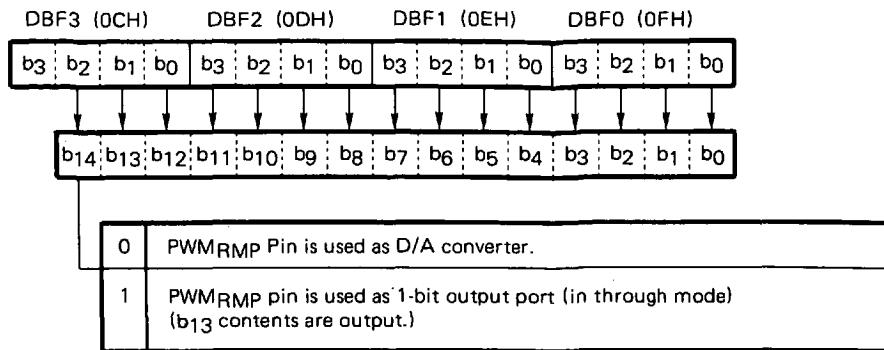 DBF3 (0CH) DBF2 (0DH) DBF1 (0EH) DBF0 (0FH)
b3 b2 b1 b0 b3 b2 b1 b0 b3 b2 b1 b0 b3 b2 b1 b0
b14 b13 b12 b11 b10 b9 b8 b7 b6 b5 b4 b3 b2 b1 b0
0 PWMRMP Pin is used as D/A converter.
1 PWMRMP pin is used as 1-bit output port (in through mode)
(b13 contents are output.)